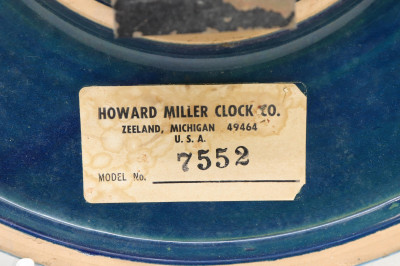 HOWARD MILLER CLOCK CO.
ZEELAND, MICHIGAN 49464
U. S. A.
7552
MODEL No.